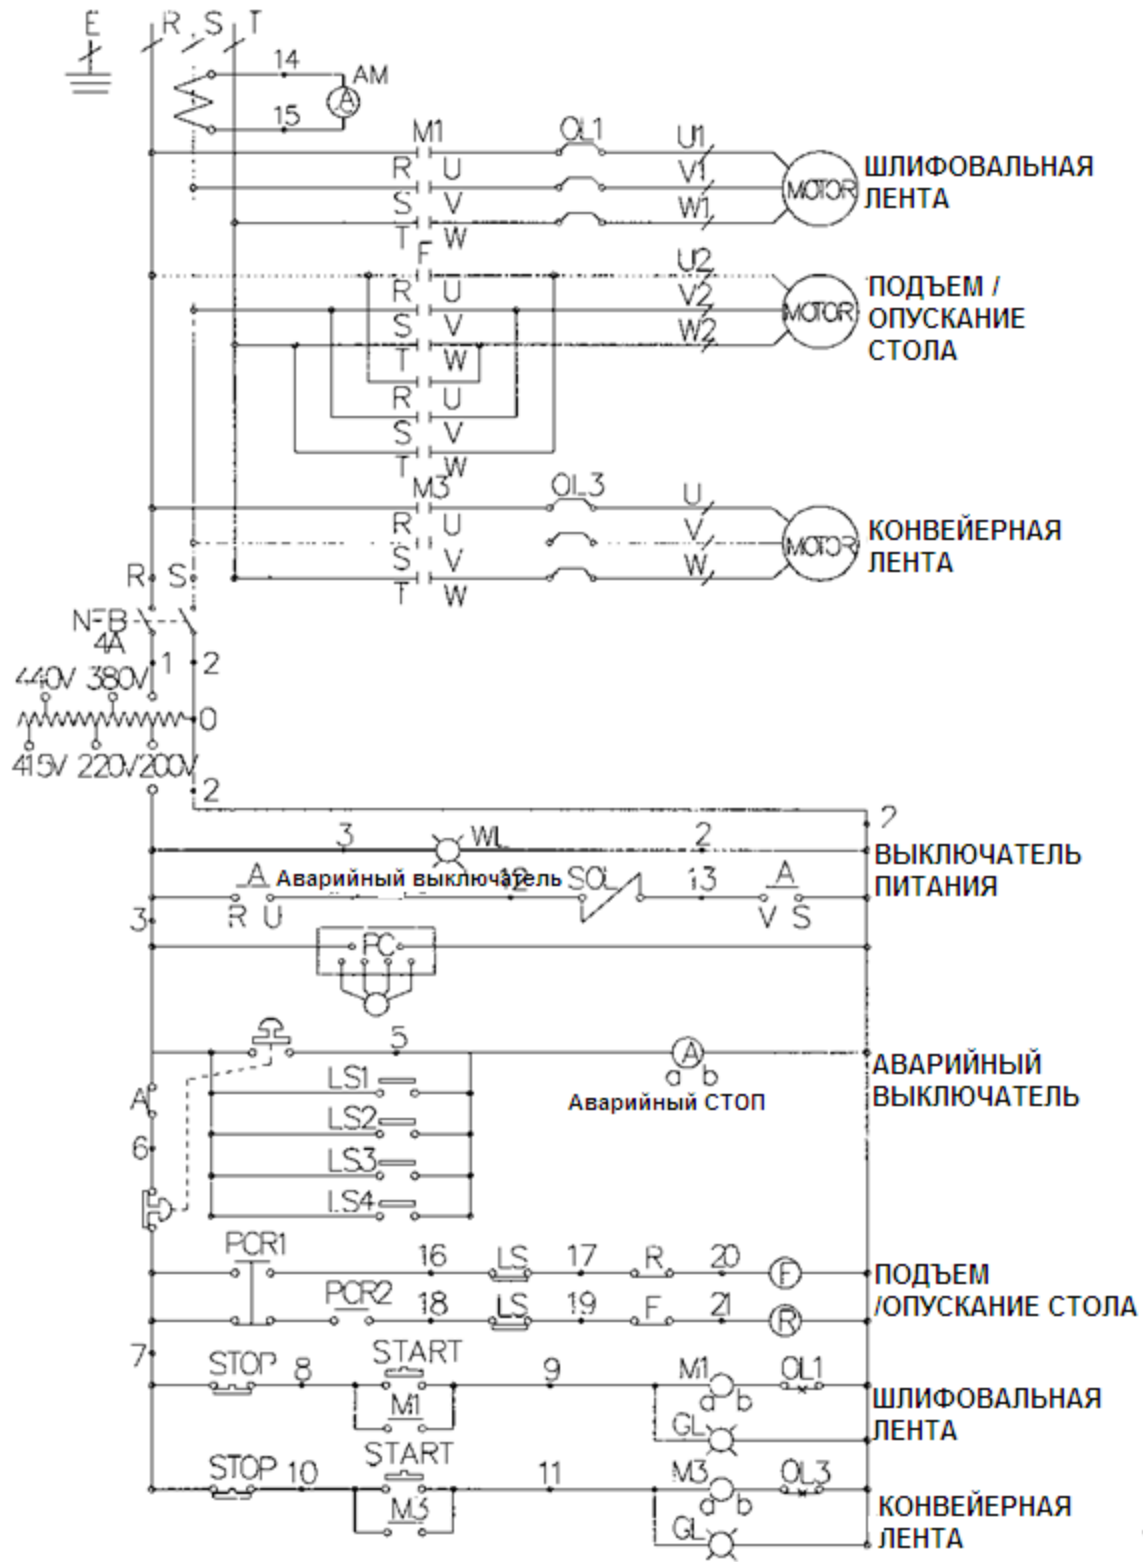 E R S T
14 AM
A
15
M1 OL1 U1
R U V1 MOTOR ШЛИФОВАЛЬНАЯ
S V W1 ЛЕНТА
T W
F U2
R U V2 MOTOR ПОДЪЕМ /
S V W2 ОПУСКАНИЕ
T W СТОЛА
R U
S V
T W
M3 OL3 U
R U V MOTOR КОНВЕЙЕРНАЯ
S V W ЛЕНТА
T W
R S
NFB
4A
1 2
440V 380V
0
415V 220V 200V
2
2
3 WL 2 ВЫКЛЮЧАТЕЛЬ
ПИТАНИЯ
A Аварийный выключатель 12 SOL 13 A
R U V S
3
PC
5 A АВАРИЙНЫЙ
ВЫКЛЮЧАТЕЛЬ
a b
Аварийный СТОП
LS1
A
LS2
6
LS3
LS4
PCR1 16 LS 17 R 20 F ПОДЪЕМ
/ОПУСКАНИЕ СТОЛА
PCR2 18 LS 19 F 21 R
7
STOP 8 START 9 M1 OL1
a b
M1 GL ШЛИФОВАЛЬНАЯ
ЛЕНТА
STOP 10 START 11 M3 OL3
a b
M3 GL КОНВЕЙЕРНАЯ
ЛЕНТА